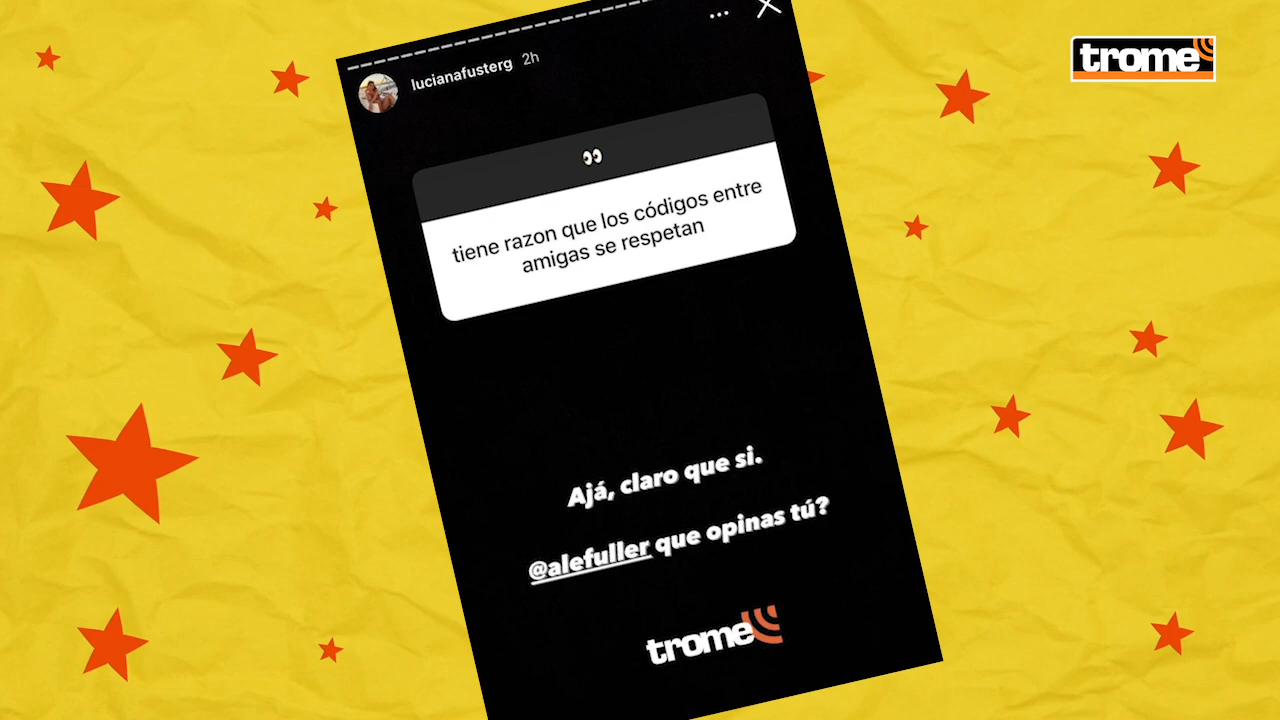 trome
lucianafusterg 2h
👀
tiene razon que los códigos entre
amigas se respetan
Ajá, claro que si.
@alefuller que opinas tú?
trome